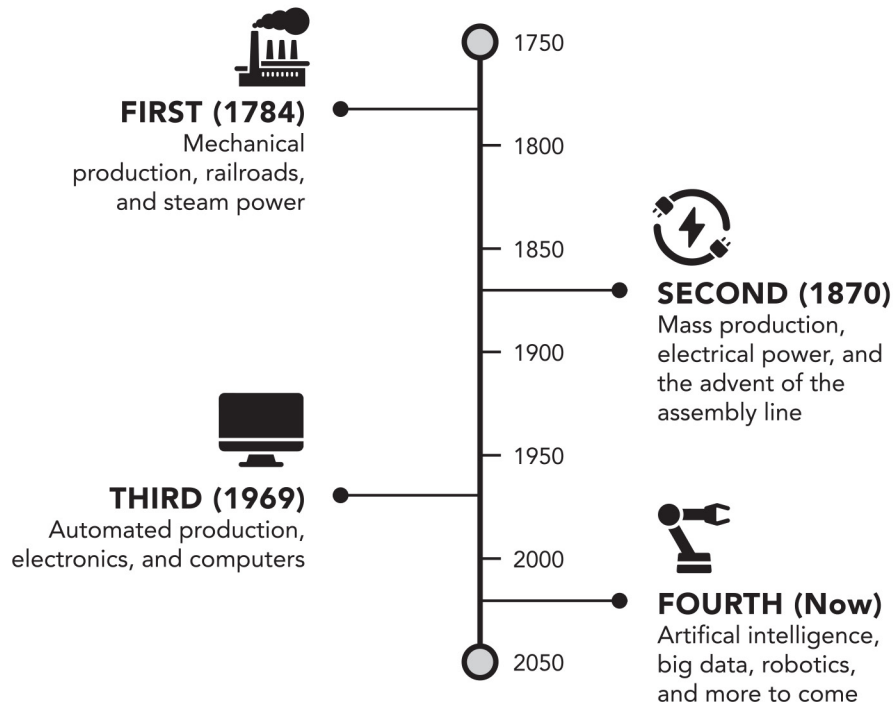 1750
FIRST (1784)
Mechanical
production, railroads,
and steam power
1800
1850
SECOND (1870)
Mass production,
electrical power, and
the advent of the
assembly line
1900
1950
THIRD (1969)
Automated production,
electronics, and computers
2000
FOURTH (Now)
Artifical intelligence,
big data, robotics,
and more to come
2050